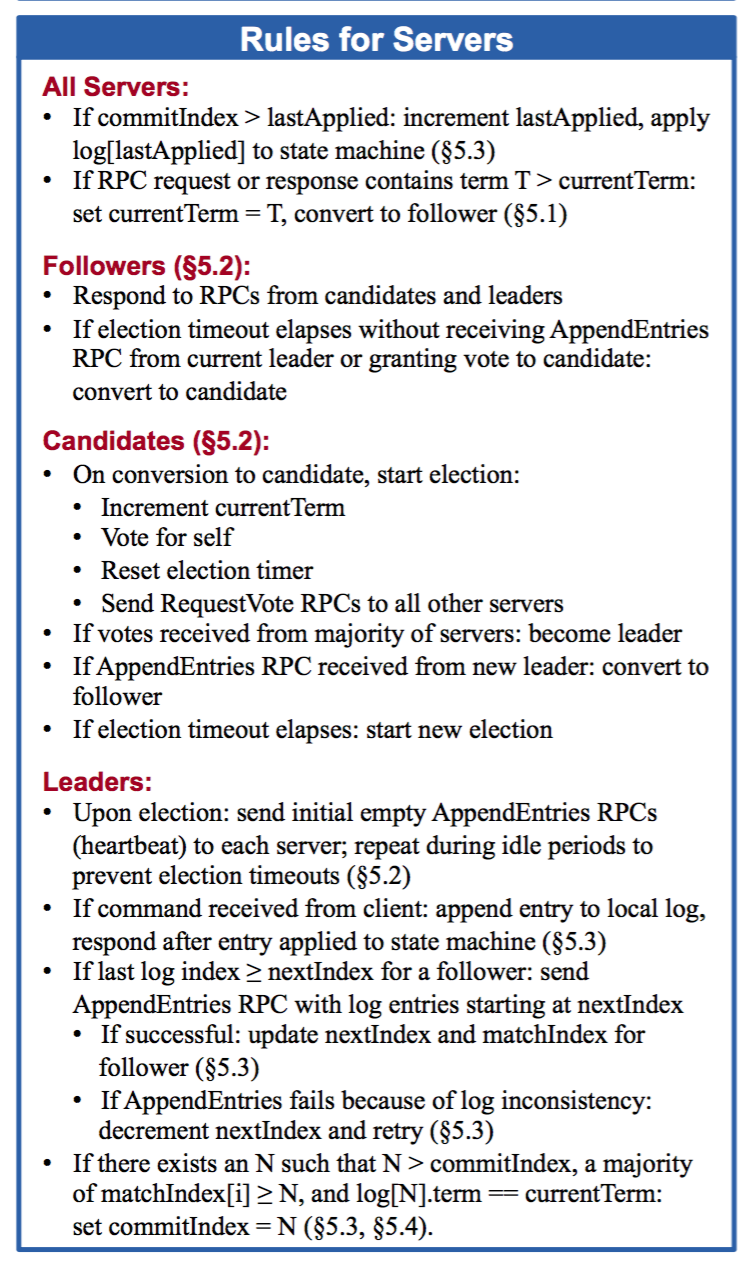 Rules for Servers
All Servers:
• If commitIndex > lastApplied: increment lastApplied, apply
log[lastApplied] to state machine (§5.3)
• If RPC request or response contains term T > currentTerm:
set currentTerm = T, convert to follower (§5.1)
Followers (§5.2):
• Respond to RPCs from candidates and leaders
• If election timeout elapses without receiving AppendEntries
RPC from current leader or granting vote to candidate:
convert to candidate
Candidates (§5.2):
• On conversion to candidate, start election:
• Increment currentTerm
• Vote for self
• Reset election timer
• Send RequestVote RPCs to all other servers
• If votes received from majority of servers: become leader
• If AppendEntries RPC received from new leader: convert to
follower
• If election timeout elapses: start new election
Leaders:
• Upon election: send initial empty AppendEntries RPCs
(heartbeat) to each server; repeat during idle periods to
prevent election timeouts (§5.2)
• If command received from client: append entry to local log,
respond after entry applied to state machine (§5.3)
• If last log index ≥ nextIndex for a follower: send
AppendEntries RPC with log entries starting at nextIndex
• If successful: update nextIndex and matchIndex for
follower (§5.3)
• If AppendEntries fails because of log inconsistency:
decrement nextIndex and retry (§5.3)
• If there exists an N such that N > commitIndex, a majority
of matchIndex[i] ≥ N, and log[N].term == currentTerm:
set commitIndex = N (§5.3, §5.4).